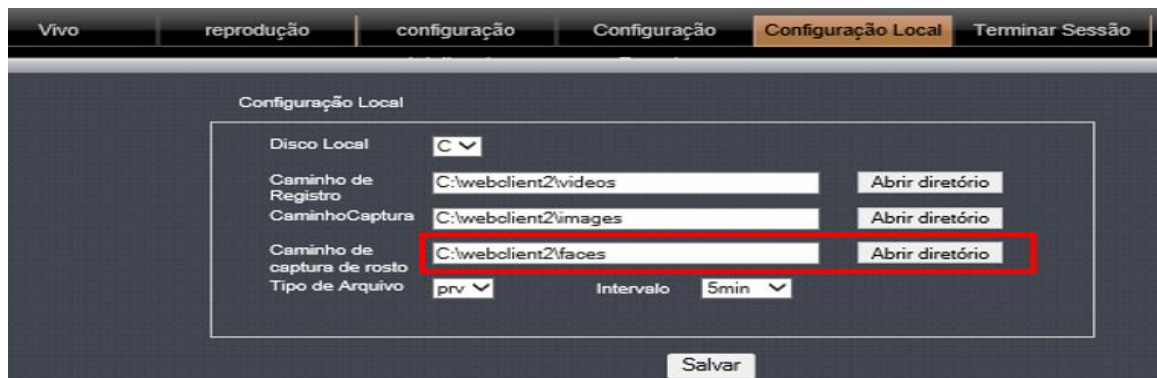 Vivo reprodução configuração Configuração Configuração Local Terminar Sessão
Configuração Local
Disco Local C
Caminho de
Registro C:\webclient2\videos Abrir diretório
CaminhoCaptura C:\webclient2\images Abrir diretório
Caminho de
captura de rosto C:\webclient2\faces Abrir diretório
Tipo de Arquivo prv Intervalo 5min
Salvar